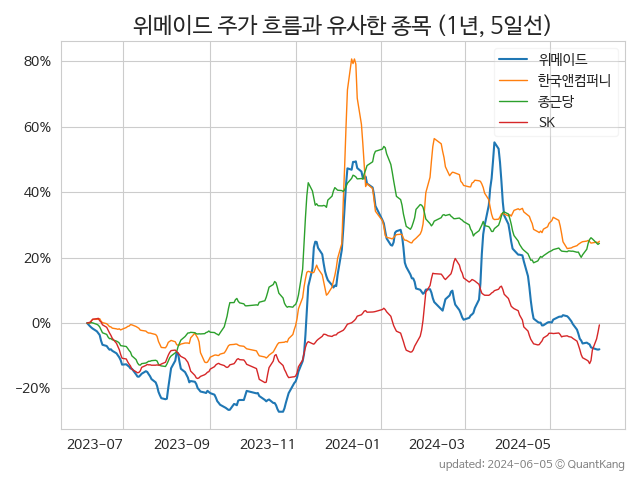 위메이드 주가 흐름과 유사한 종목 (1년, 5일선)
위메이드
한국앤컴퍼니
종근당
SK
80%
60%
40%
20%
0%
−20%
2023−07
2023−09
2023−11
2024−01
2024−03
2024−05
updated: 2024-06-05 © QuantKang